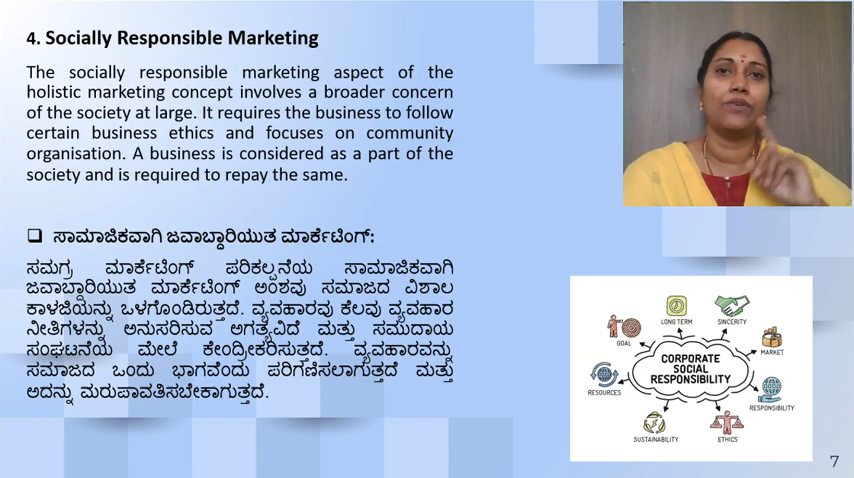 4. Socially Responsible Marketing
The socially responsible marketing aspect of the
holistic marketing concept involves a broader concern
of the society at large. It requires the business to follow
certain business ethics and focuses on community
organisation. A business is considered as a part of the
society and is required to repay the same.
❑ ಸಾಮಾಜಿಕವಾಗಿ ಜವಾಬ್ದಾರಿಯುತ ಮಾರ್ಕೆಟಿಂಗ್:
ಸಮಗ್ರ ಮಾರ್ಕೆಟಿಂಗ್ ಪರಿಕಲ್ಪನೆಯ ಸಾಮಾಜಿಕವಾಗಿ
ಜವಾಬ್ದಾರಿಯುತ ಮಾರ್ಕೆಟಿಂಗ್ ಅಂಶವು ಸಮಾಜದ ವಿಶಾಲ
ಕಾಳಜಿಯನ್ನು ಒಳಗೊಂಡಿರುತ್ತದೆ. ವ್ಯವಹಾರವು ಕೆಲವು ವ್ಯವಹಾರ
ನೀತಿಗಳನ್ನು ಅನುಸರಿಸುವ ಅಗತ್ಯವಿದೆ ಮತ್ತು ಸಮುದಾಯ
ಸಂಘಟನೆಯ ಮೇಲೆ ಕೇಂದ್ರೀಕರಿಸುತ್ತದೆ. ವ್ಯವಹಾರವನ್ನು
ಸಮಾಜದ ಒಂದು ಭಾಗವೆಂದು ಪರಿಗಣಿಸಲಾಗುತ್ತದೆ ಮತ್ತು
ಅದನ್ನು ಮರುಪಾವತಿಸಬೇಕಾಗುತ್ತದೆ.
LONG TERM
SINCERITY
GOAL
MARKET
CORPORATE
SOCIAL
RESPONSIBILITY
RESOURCES
RESPONSIBILITY
SUSTAINABILITY
ETHICS
7